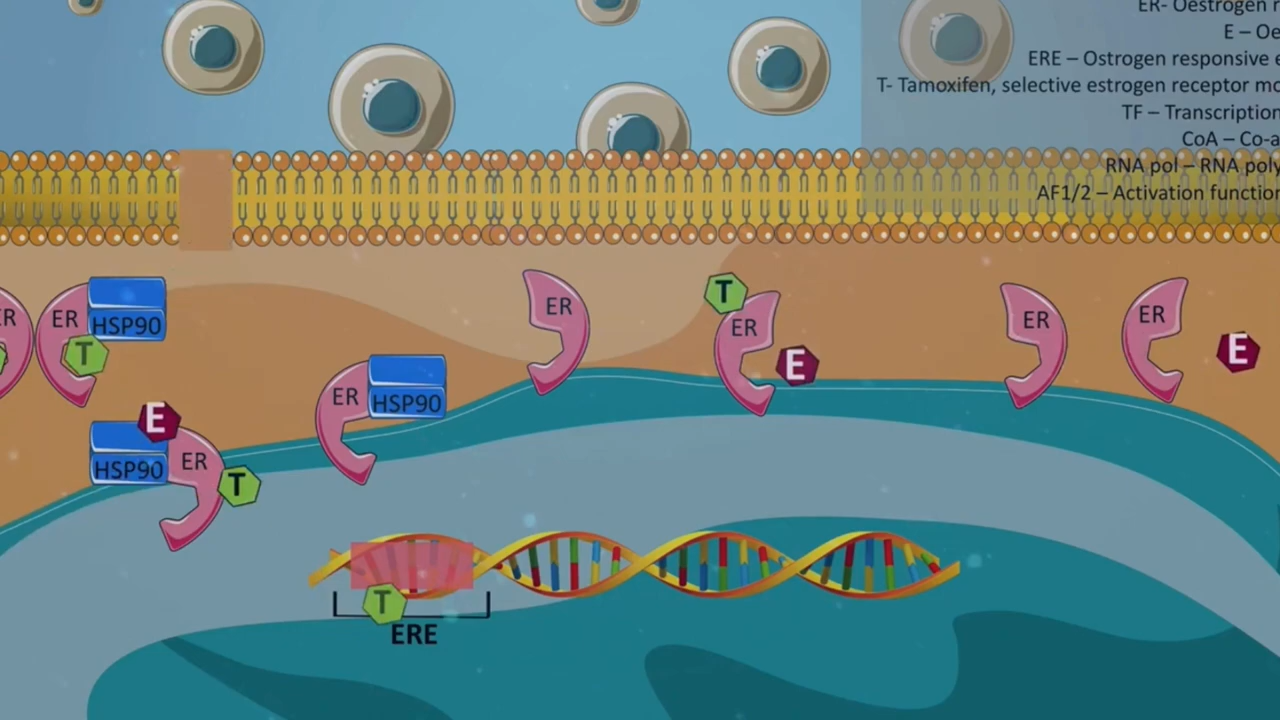 ER- Oestrogen
E – Oe
ERE – Ostrogen responsive
T- Tamoxifen, selective estrogen receptor mo
TF – Transcription
CoA – Co-a
RNA pol – RNA poly
AF1/2 – Activation function
ER
ER
HSP90
T
ER
T
ER
E
ER
ER
E
ER
HSP90
E
HSP90
ER
T
T
ERE